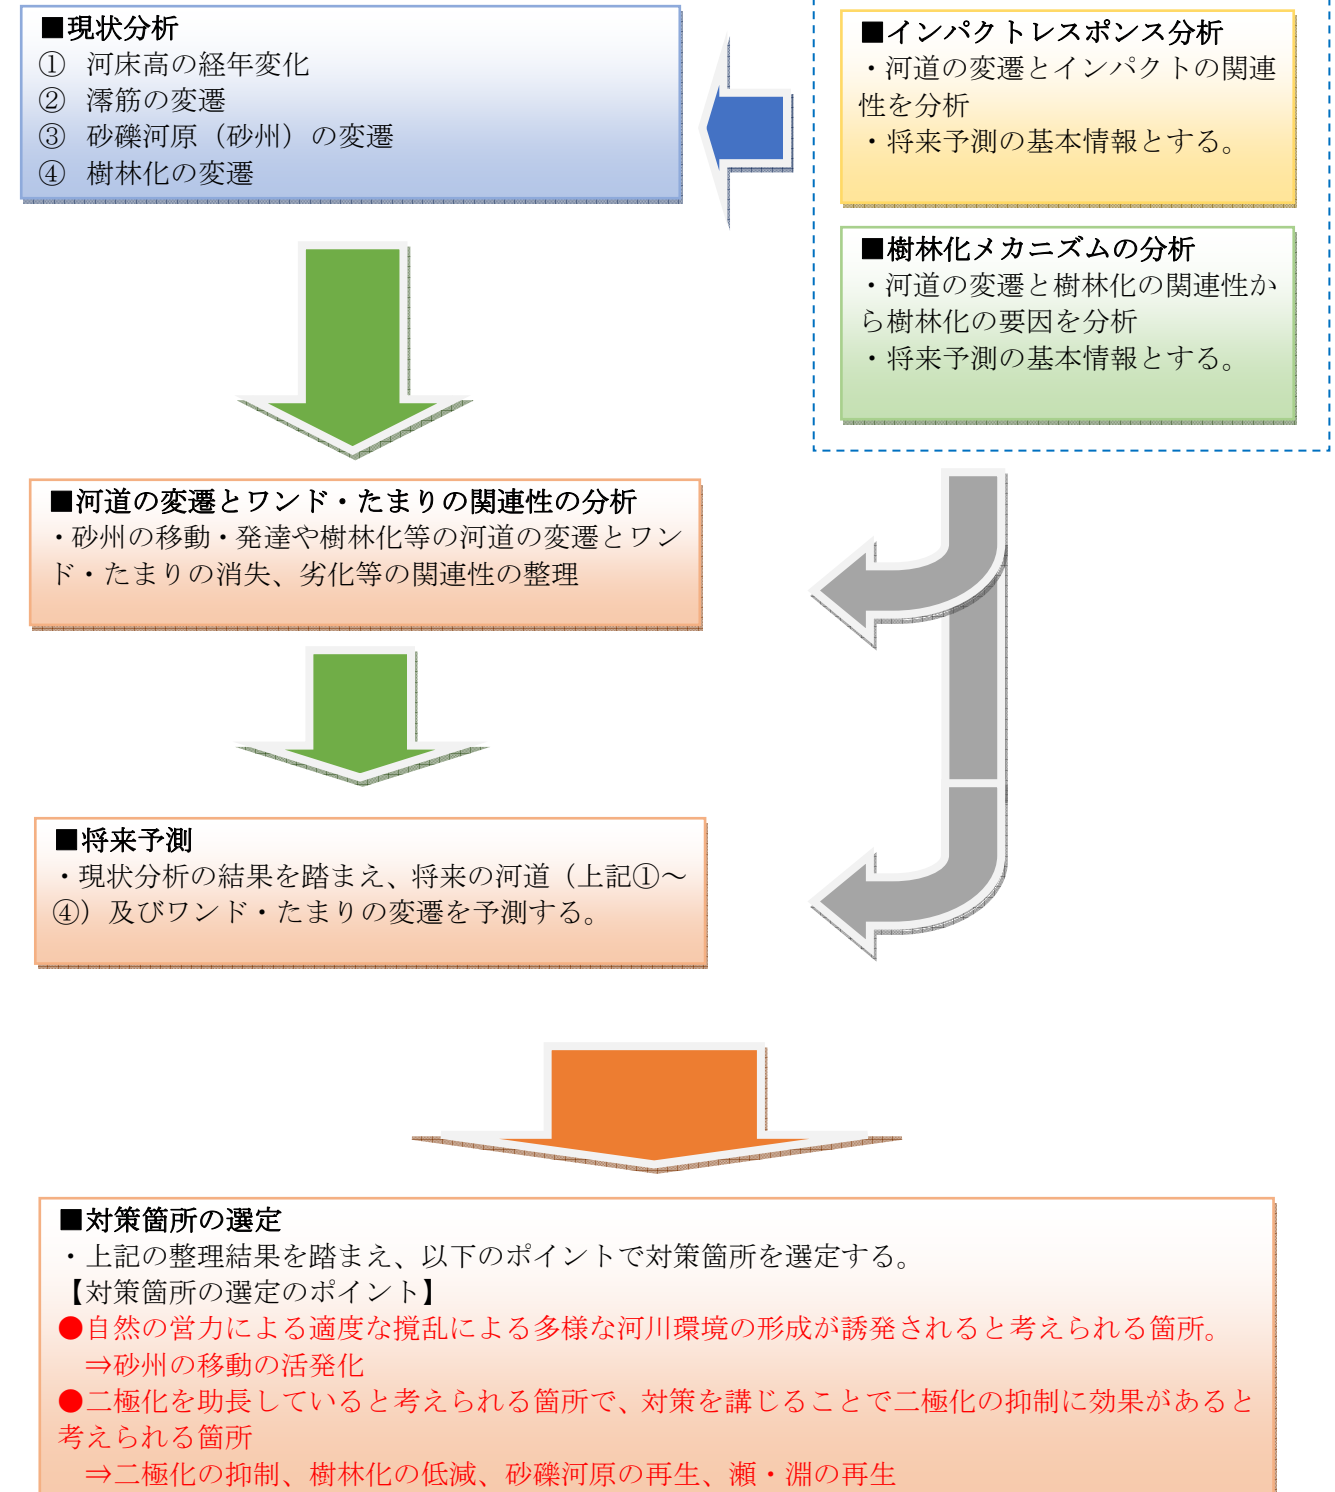 ■現状分析
① 河床高の経年変化
② 澪筋の変遷
③ 砂礫河原（砂州）の変遷
④ 樹林化の変遷
■インパクトレスポンス分析
・河道の変遷とインパクトの関連
性を分析
・将来予測の基本情報とする。
■樹林化メカニズムの分析
・河道の変遷と樹林化の関連性か
ら樹林化の要因を分析
・将来予測の基本情報とする。
■河道の変遷とワンド・たまりの関連性の分析
・砂州の移動・発達や樹林化等の河道の変遷とワン
ド・たまりの消失、劣化等の関連性の整理
■将来予測
・現状分析の結果を踏まえ、将来の河道（上記①～
④）及びワンド・たまりの変遷を予測する。
■対策箇所の選定
・上記の整理結果を踏まえ、以下のポイントで対策箇所を選定する。
【対策箇所の選定のポイント】
●自然の営力による適度な撹乱による多様な河川環境の形成が誘発されると考えられる箇所。
⇒砂州の移動の活発化
●二極化を助長していると考えられる箇所で、対策を講じることで二極化の抑制に効果があると
考えられる箇所
⇒二極化の抑制、樹林化の低減、砂礫河原の再生、瀬・淵の再生